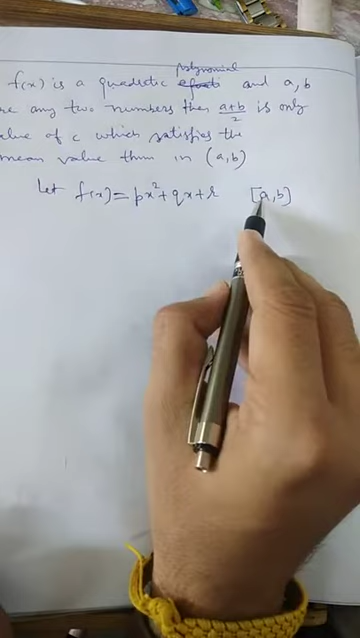 polynomial
f(x) is a quadratic and a, b
are any two numbers then a+b/2 is only
value of c which satisfies the
mean value thm in (a, b)
Let f(x) = px² + qx + r [a, b]